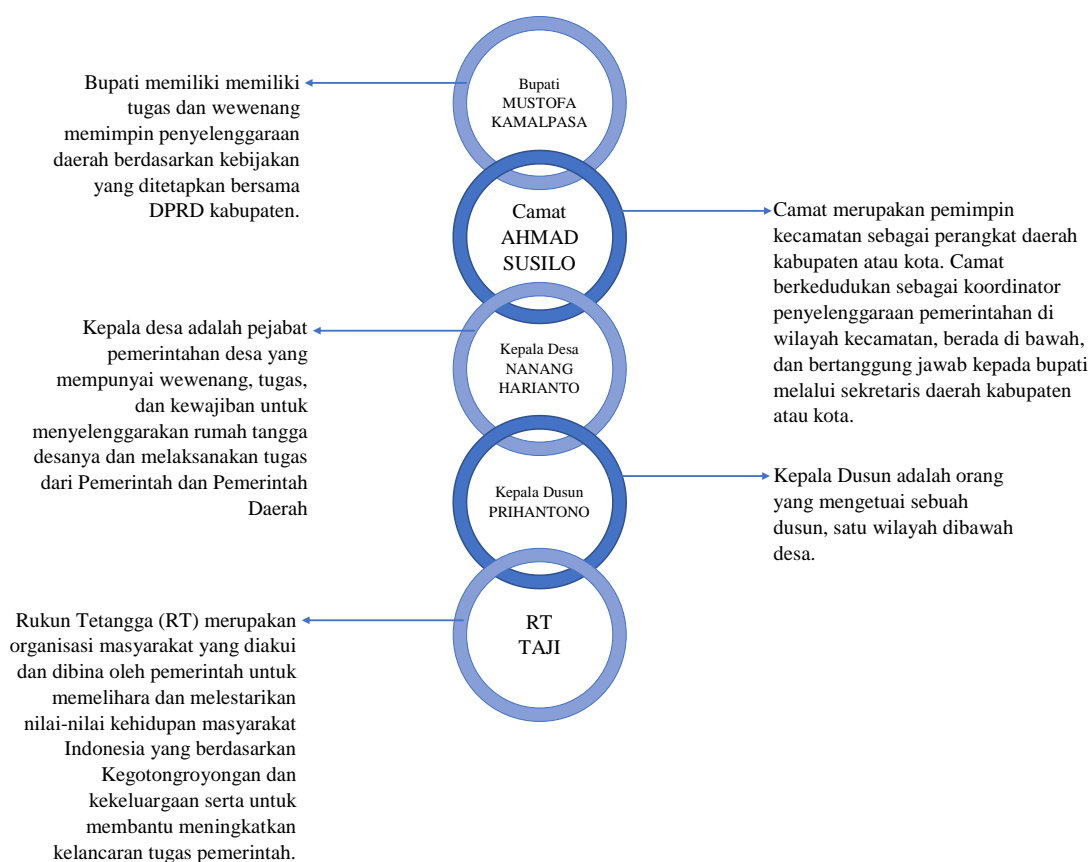 Bupati
MUSTOFA
KAMALPASA
Bupati memiliki memiliki
tugas dan wewenang
memimpin penyelenggaraan
daerah berdasarkan kebijakan
yang ditetapkan bersama
DPRD kabupaten.
Camat
AHMAD
SUSILO
Camat merupakan pemimpin
kecamatan sebagai perangkat daerah
kabupaten atau kota. Camat
berkedudukan sebagai koordinator
penyelenggaraan pemerintahan di
wilayah kecamatan, berada di bawah,
dan bertanggung jawab kepada bupati
melalui sekretaris daerah kabupaten
atau kota.
Kepala Desa
NANANG
HARIANTO
Kepala desa adalah pejabat
pemerintahan desa yang
mempunyai wewenang, tugas,
dan kewajiban untuk
menyelenggarakan rumah tangga
desanya dan melaksanakan tugas
dari Pemerintah dan Pemerintah
Daerah
Kepala Dusun
PRIHANTONO
Kepala Dusun adalah orang
yang mengetuai sebuah
dusun, satu wilayah dibawah
desa.
RT
TAJI
Rukun Tetangga (RT) merupakan
organisasi masyarakat yang diakui
dan dibina oleh pemerintah untuk
memelihara dan melestarikan
nilai-nilai kehidupan masyarakat
Indonesia yang berdasarkan
Kegotongroyongan dan
kekeluargaan serta untuk
membantu meningkatkan
kelancaran tugas pemerintah.